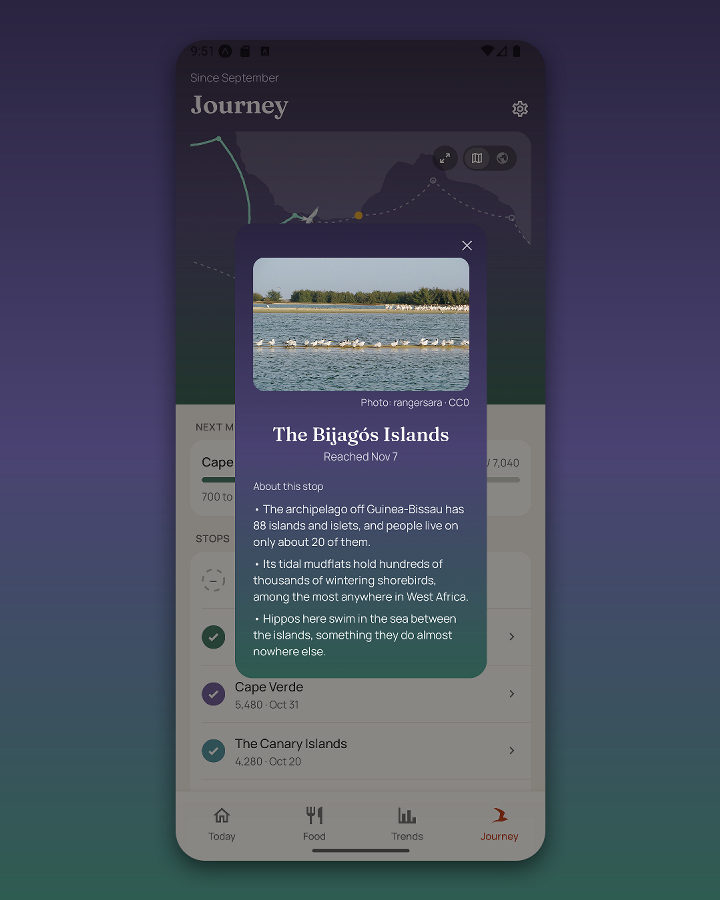 9:51
Since September
Journey
Photo: rangersara · CC0
The Bijagós Islands
Reached Nov 7
About this stop
• The archipelago off Guinea-Bissau has
88 islands and islets, and people live on
only about 20 of them.
• Its tidal mudflats hold hundreds of
thousands of wintering shorebirds,
among the most anywhere in West Africa.
• Hippos here swim in the sea between
the islands, something they do almost
nowhere else.
NEXT M
Cape
/ 7,040
700 to
STOPS
Cape Verde
5,480 · Oct 31
The Canary Islands
4,280 · Oct 20
Today
Food
Trends
Journey